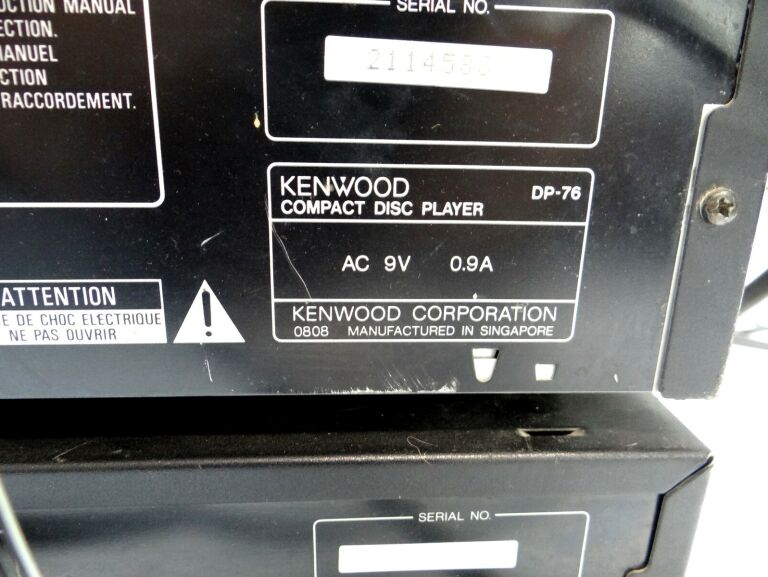 UCTION MANUAL
ECTION.
MANUEL
CTION
RACCORDEMENT.
SERIAL NO.
KENWOOD DP-76
COMPACT DISC PLAYER
AC 9V 0.9A
KENWOOD CORPORATION
0808 MANUFACTURED IN SINGAPORE
ATTENTION
E DE CHOC ELECTRIQUE
NE PAS OUVRIR
SERIAL NO.